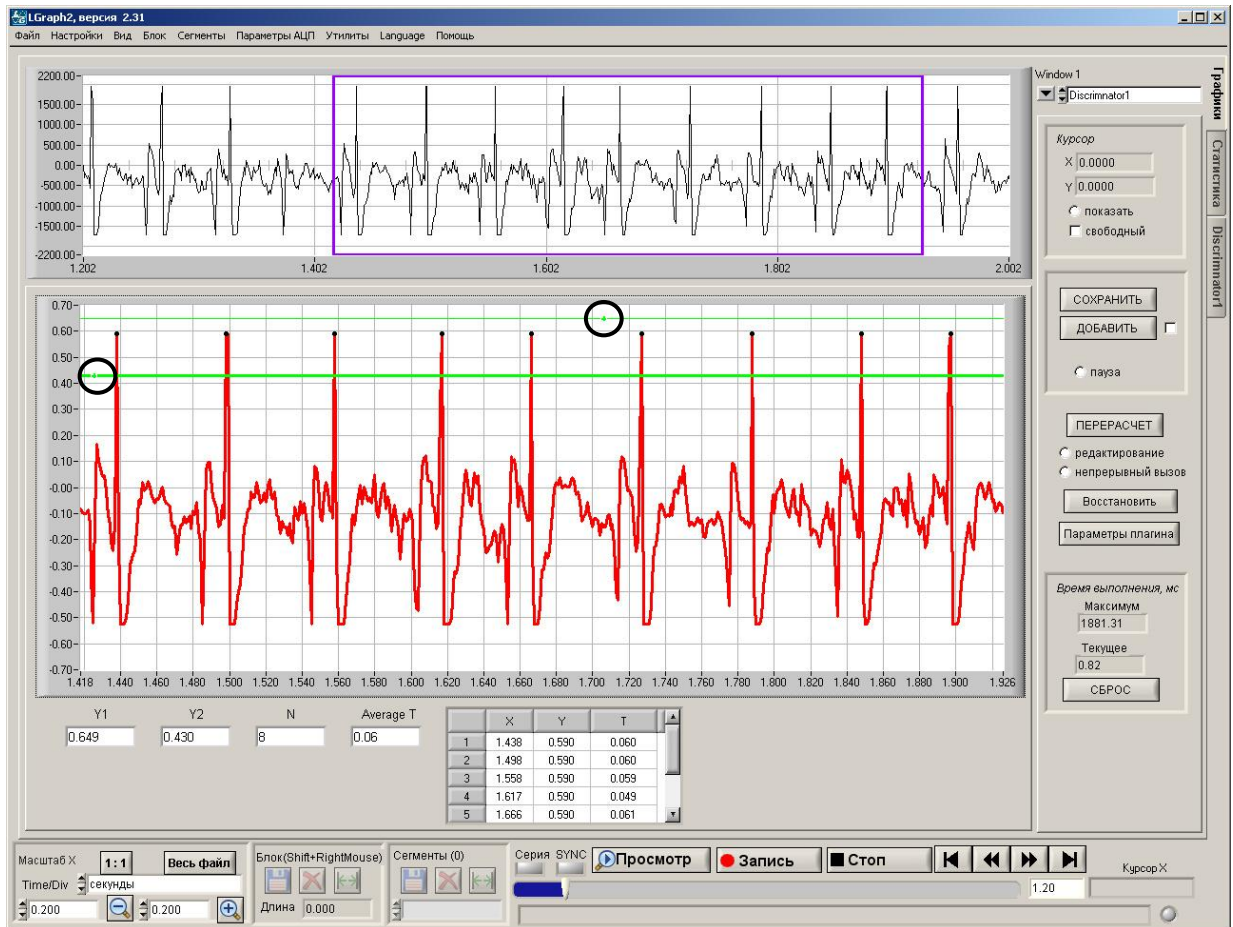 LGraph2, версия 2.31
Файл Настройки Вид Блок Сегменты Параметры АЦП Утилиты Language Помощь
2200.00
1500.00
1000.00
500.00
0.00
-500.00
-1000.00
-1500.00
-2200.00
1.202 1.402 1.602 1.802 2.002
0.70
0.60
0.50
0.40
0.30
0.20
0.10
-0.00
-0.10
-0.20
-0.30
-0.40
-0.50
-0.60
-0.70
1.418 1.440 1.460 1.480 1.500 1.520 1.540 1.560 1.580 1.600 1.620 1.640 1.660 1.680 1.700 1.720 1.740 1.760 1.780 1.800 1.820 1.840 1.860 1.880 1.900 1.926
Y1 Y2 N Average T
0.649 0.430 8 0.06
X Y T
1 1.438 0.590 0.060
2 1.498 0.590 0.060
3 1.558 0.590 0.059
4 1.617 0.590 0.049
5 1.666 0.590 0.061
Window 1
Discrimnator1
Курсор
X 0.0000
Y 0.0000
показать
свободный
СОХРАНИТЬ
ДОБАВИТЬ
пауза
ПЕРЕРАСЧЕТ
редактирование
непрерывный вызов
Восстановить
Параметры плагина
Время выполнения, мс
Максимум
1881.31
Текущее
0.82
СБРОС
Графики
Статистика
Discrimnator1
Масштаб X 1:1 Весь файл
Time/Div секунды
0.200 0.200
Блок(Shift+RightMouse)
Длина 0.000
Сегменты (0)
Серия SYNC Просмотр Запись Стоп
1.20
Курсор X